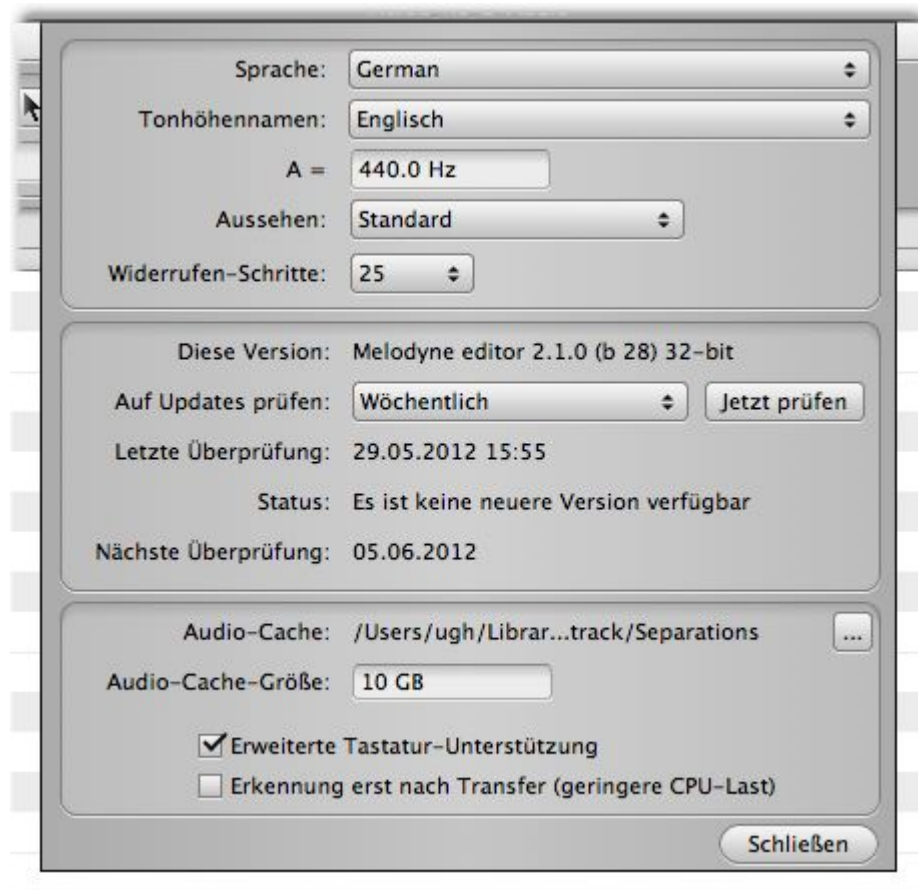 Sprache: German
Tonhöhennamen: Englisch
A = 440.0 Hz
Aussehen: Standard
Widerrufen-Schritte: 25
Diese Version: Melodyne editor 2.1.0 (b 28) 32-bit
Auf Updates prüfen: Wöchentlich Jetzt prüfen
Letzte Überprüfung: 29.05.2012 15:55
Status: Es ist keine neuere Version verfügbar
Nächste Überprüfung: 05.06.2012
Audio-Cache: /Users/ugh/Librar...track/Separations ...
Audio-Cache-Größe: 10 GB
Erweiterte Tastatur-Unterstützung
Erkennung erst nach Transfer (geringere CPU-Last)
Schließen